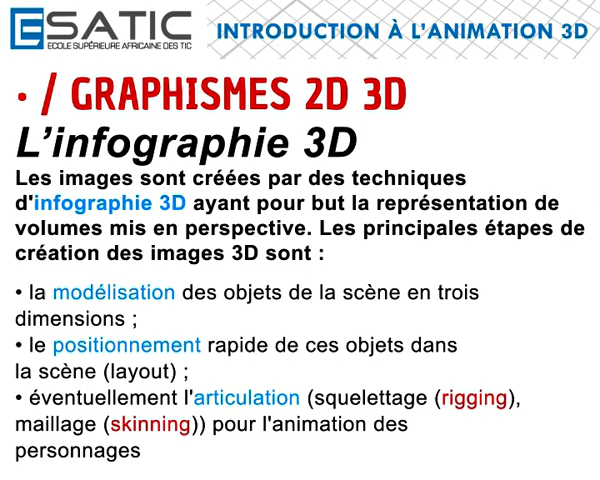 ESATIC
ECOLE SUPÉRIEURE AFRICAINE DES TIC
INTRODUCTION À L’ANIMATION 3D
• / GRAPHISMES 2D 3D
L’infographie 3D
Les images sont créées par des techniques
d'infographie 3D ayant pour but la représentation de
volumes mis en perspective. Les principales étapes de
création des images 3D sont :
• la modélisation des objets de la scène en trois
dimensions ;
• le positionnement rapide de ces objets dans
la scène (layout) ;
• éventuellement l'articulation (squelettage (rigging),
maillage (skinning)) pour l'animation des
personnages